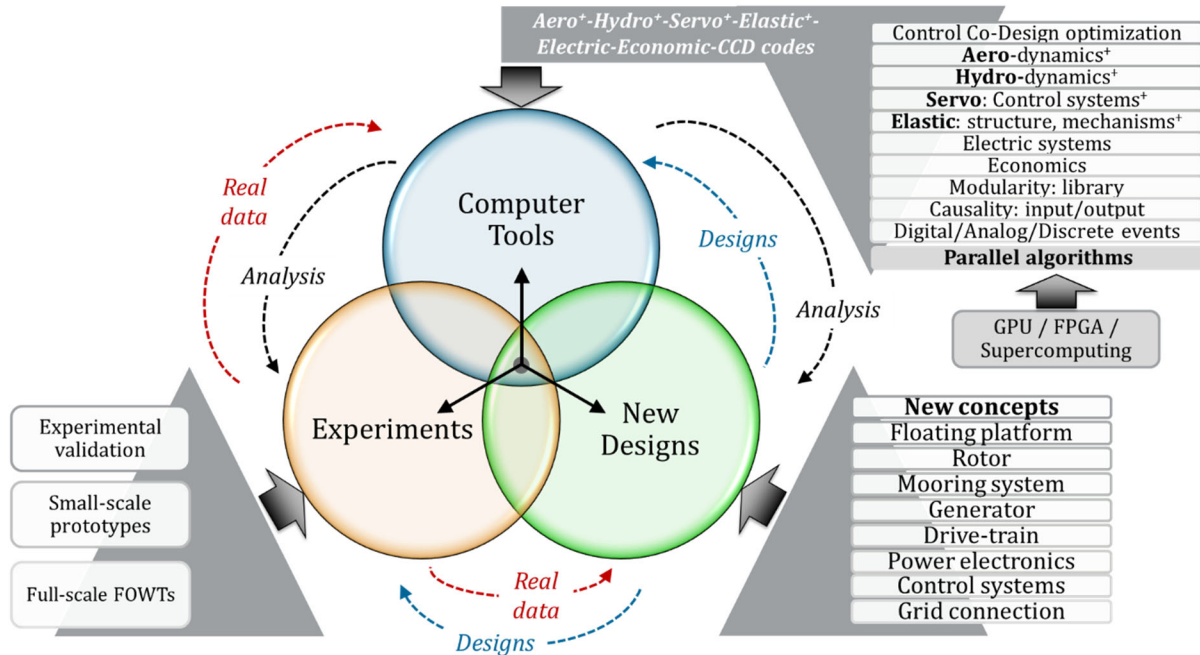 Aero⁺-Hydro⁺-Servo⁺-Elastic⁺-
Electric-Economic-CCD codes
Control Co-Design optimization
Aero-dynamics⁺
Hydro-dynamics⁺
Servo: Control systems⁺
Elastic: structure, mechanisms⁺
Electric systems
Economics
Modularity: library
Causality: input/output
Digital/Analog/Discrete events
Parallel algorithms
GPU / FPGA /
Supercomputing
Real
data
Analysis
Computer
Tools
Designs
Analysis
Experiments
New
Designs
Experimental
validation
Small-scale
prototypes
Full-scale FOWTs
New concepts
Floating platform
Rotor
Mooring system
Generator
Drive-train
Power electronics
Control systems
Grid connection
Real
data
Designs